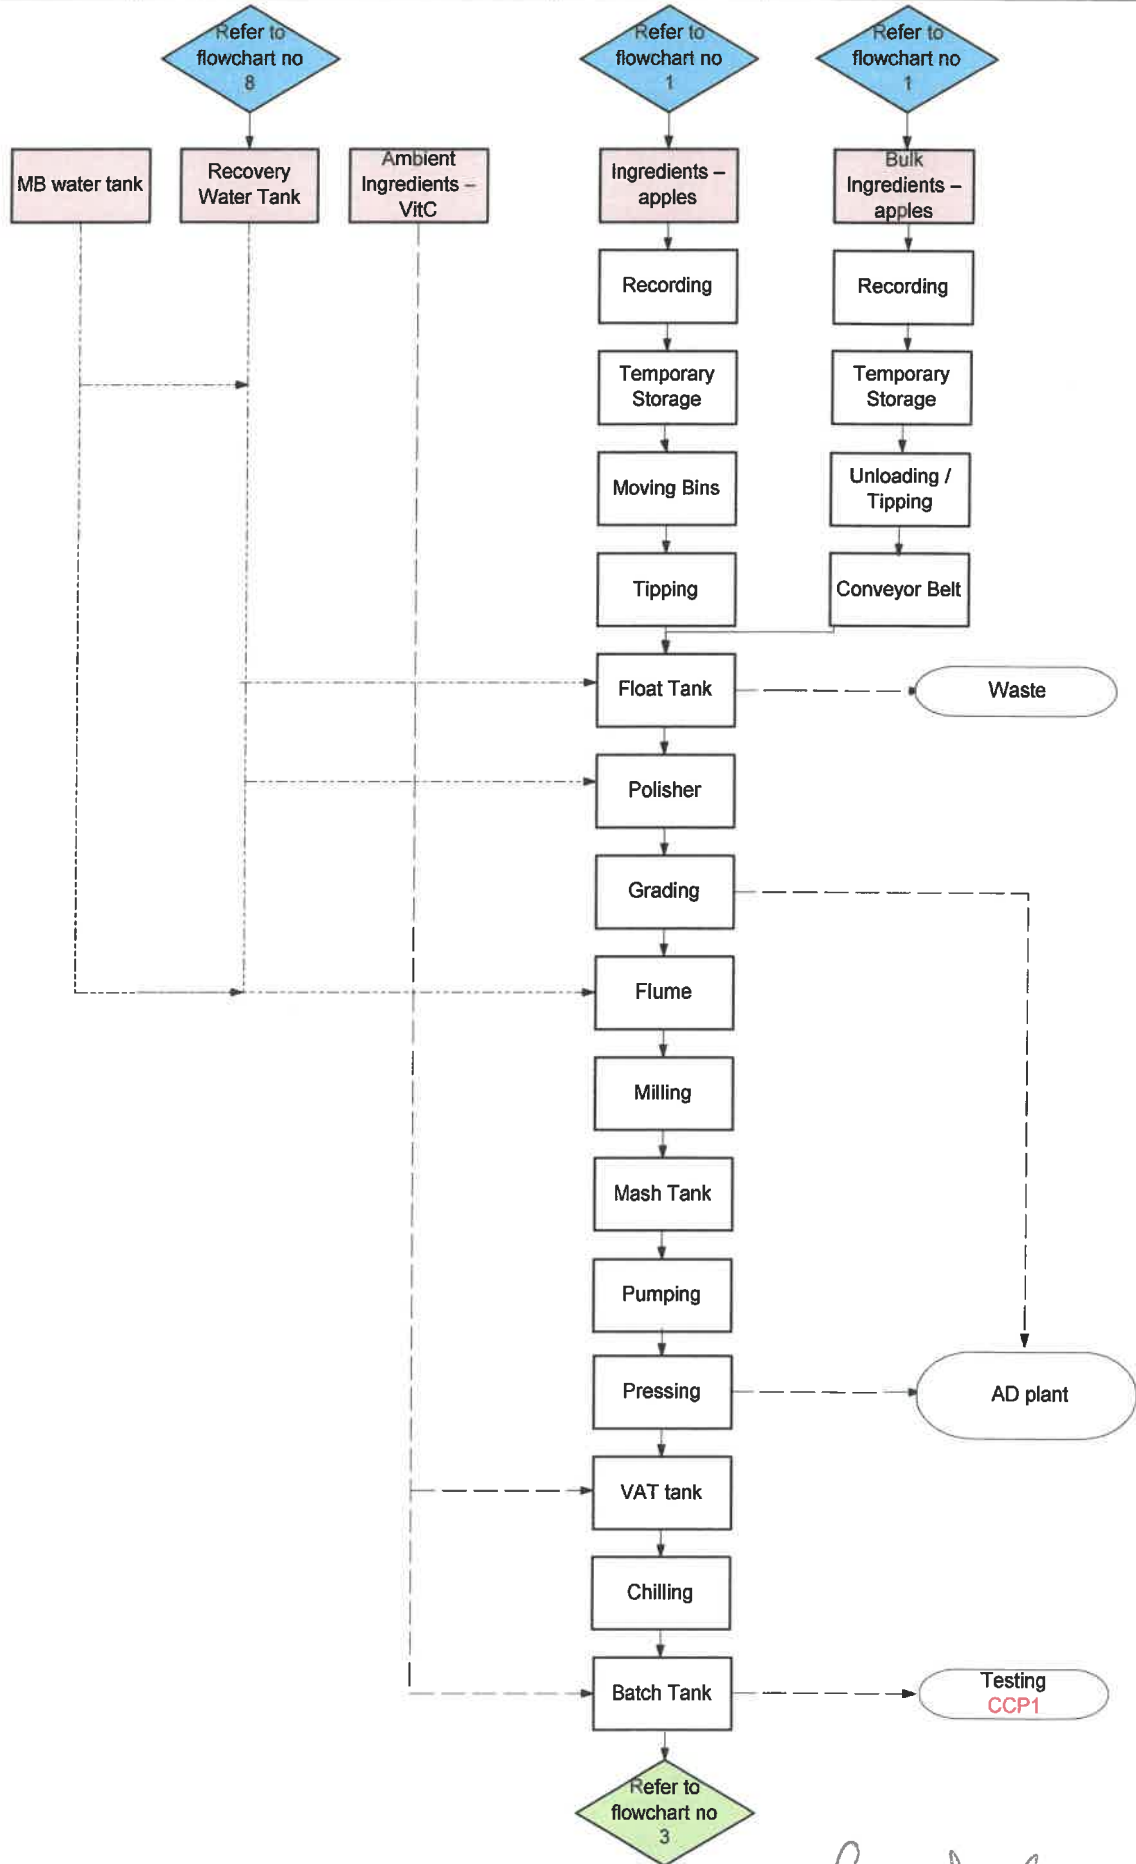 Refer to
flowchart no
8
Refer to
flowchart no
1
Refer to
flowchart no
1
MB water tank
Recovery
Water Tank
Ambient
Ingredients –
VitC
Ingredients –
apples
Bulk
Ingredients –
apples
Recording
Recording
Temporary
Storage
Temporary
Storage
Moving Bins
Unloading /
Tipping
Tipping
Conveyor Belt
Float Tank
Waste
Polisher
Grading
Flume
Milling
Mash Tank
Pumping
Pressing
AD plant
VAT tank
Chilling
Batch Tank
Testing
CCP1
Refer to
flowchart no
3